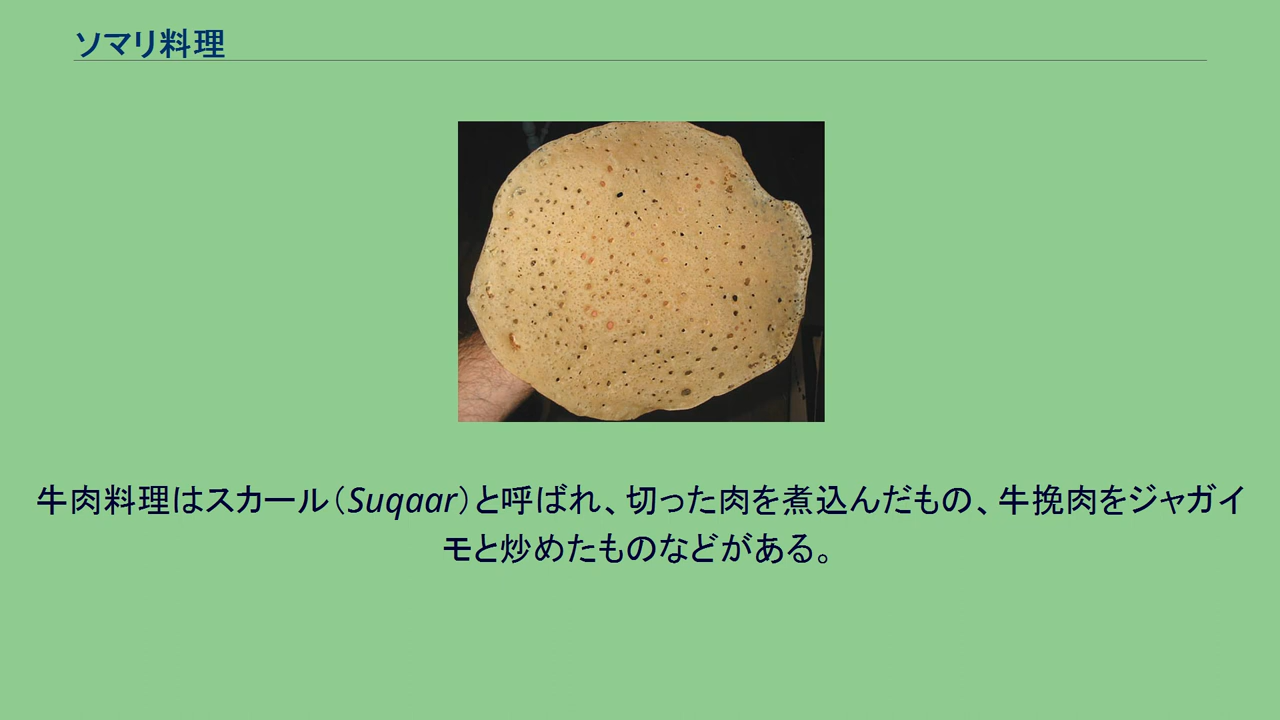 ソマリ料理
牛肉料理はスカール（Suqaar）と呼ばれ、切った肉を煮込んだもの、牛挽肉をジャガイ
モと炒めたものなどがある。